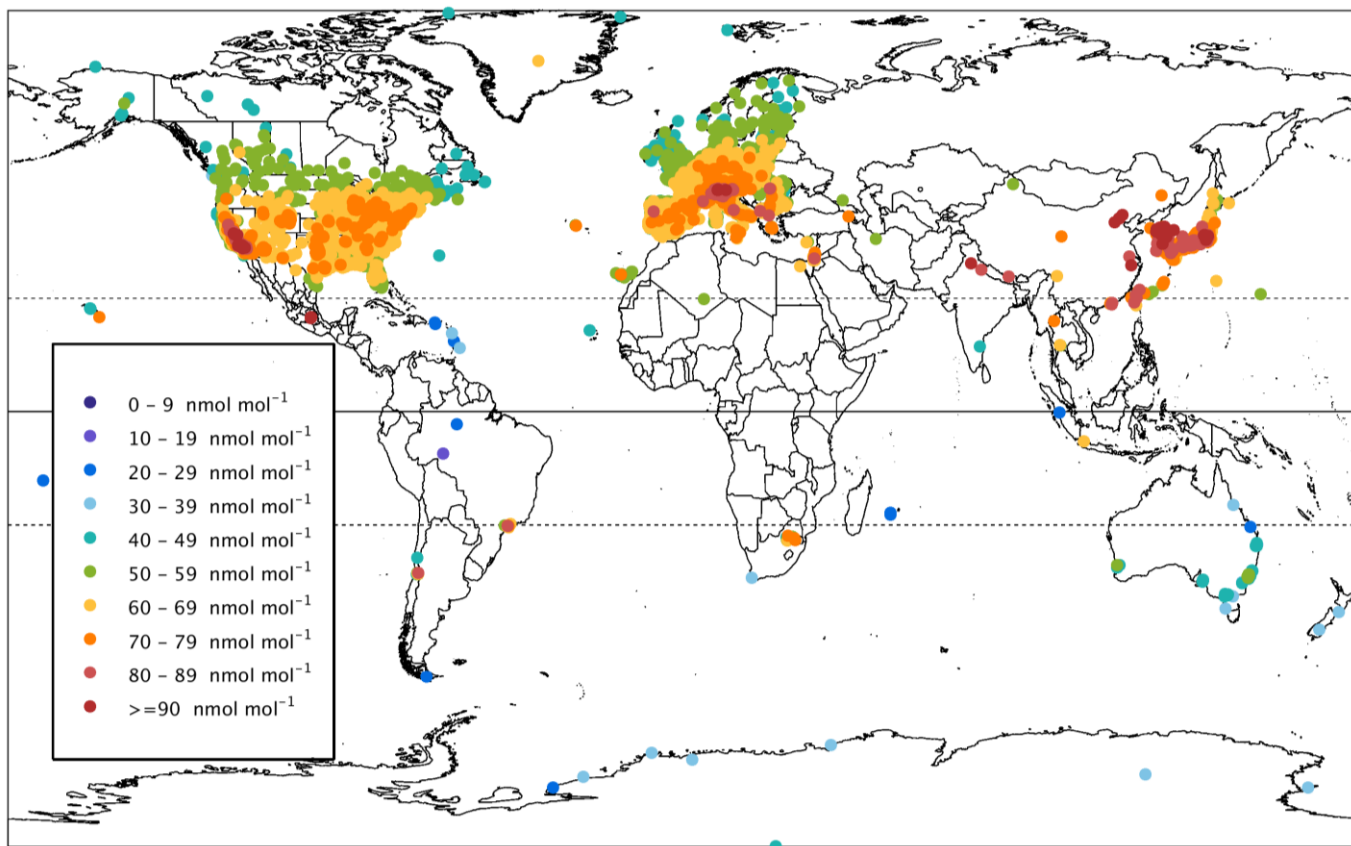 0 – 9 nmol mol⁻¹
10 – 19 nmol mol⁻¹
20 – 29 nmol mol⁻¹
30 – 39 nmol mol⁻¹
40 – 49 nmol mol⁻¹
50 – 59 nmol mol⁻¹
60 – 69 nmol mol⁻¹
70 – 79 nmol mol⁻¹
80 – 89 nmol mol⁻¹
>=90 nmol mol⁻¹